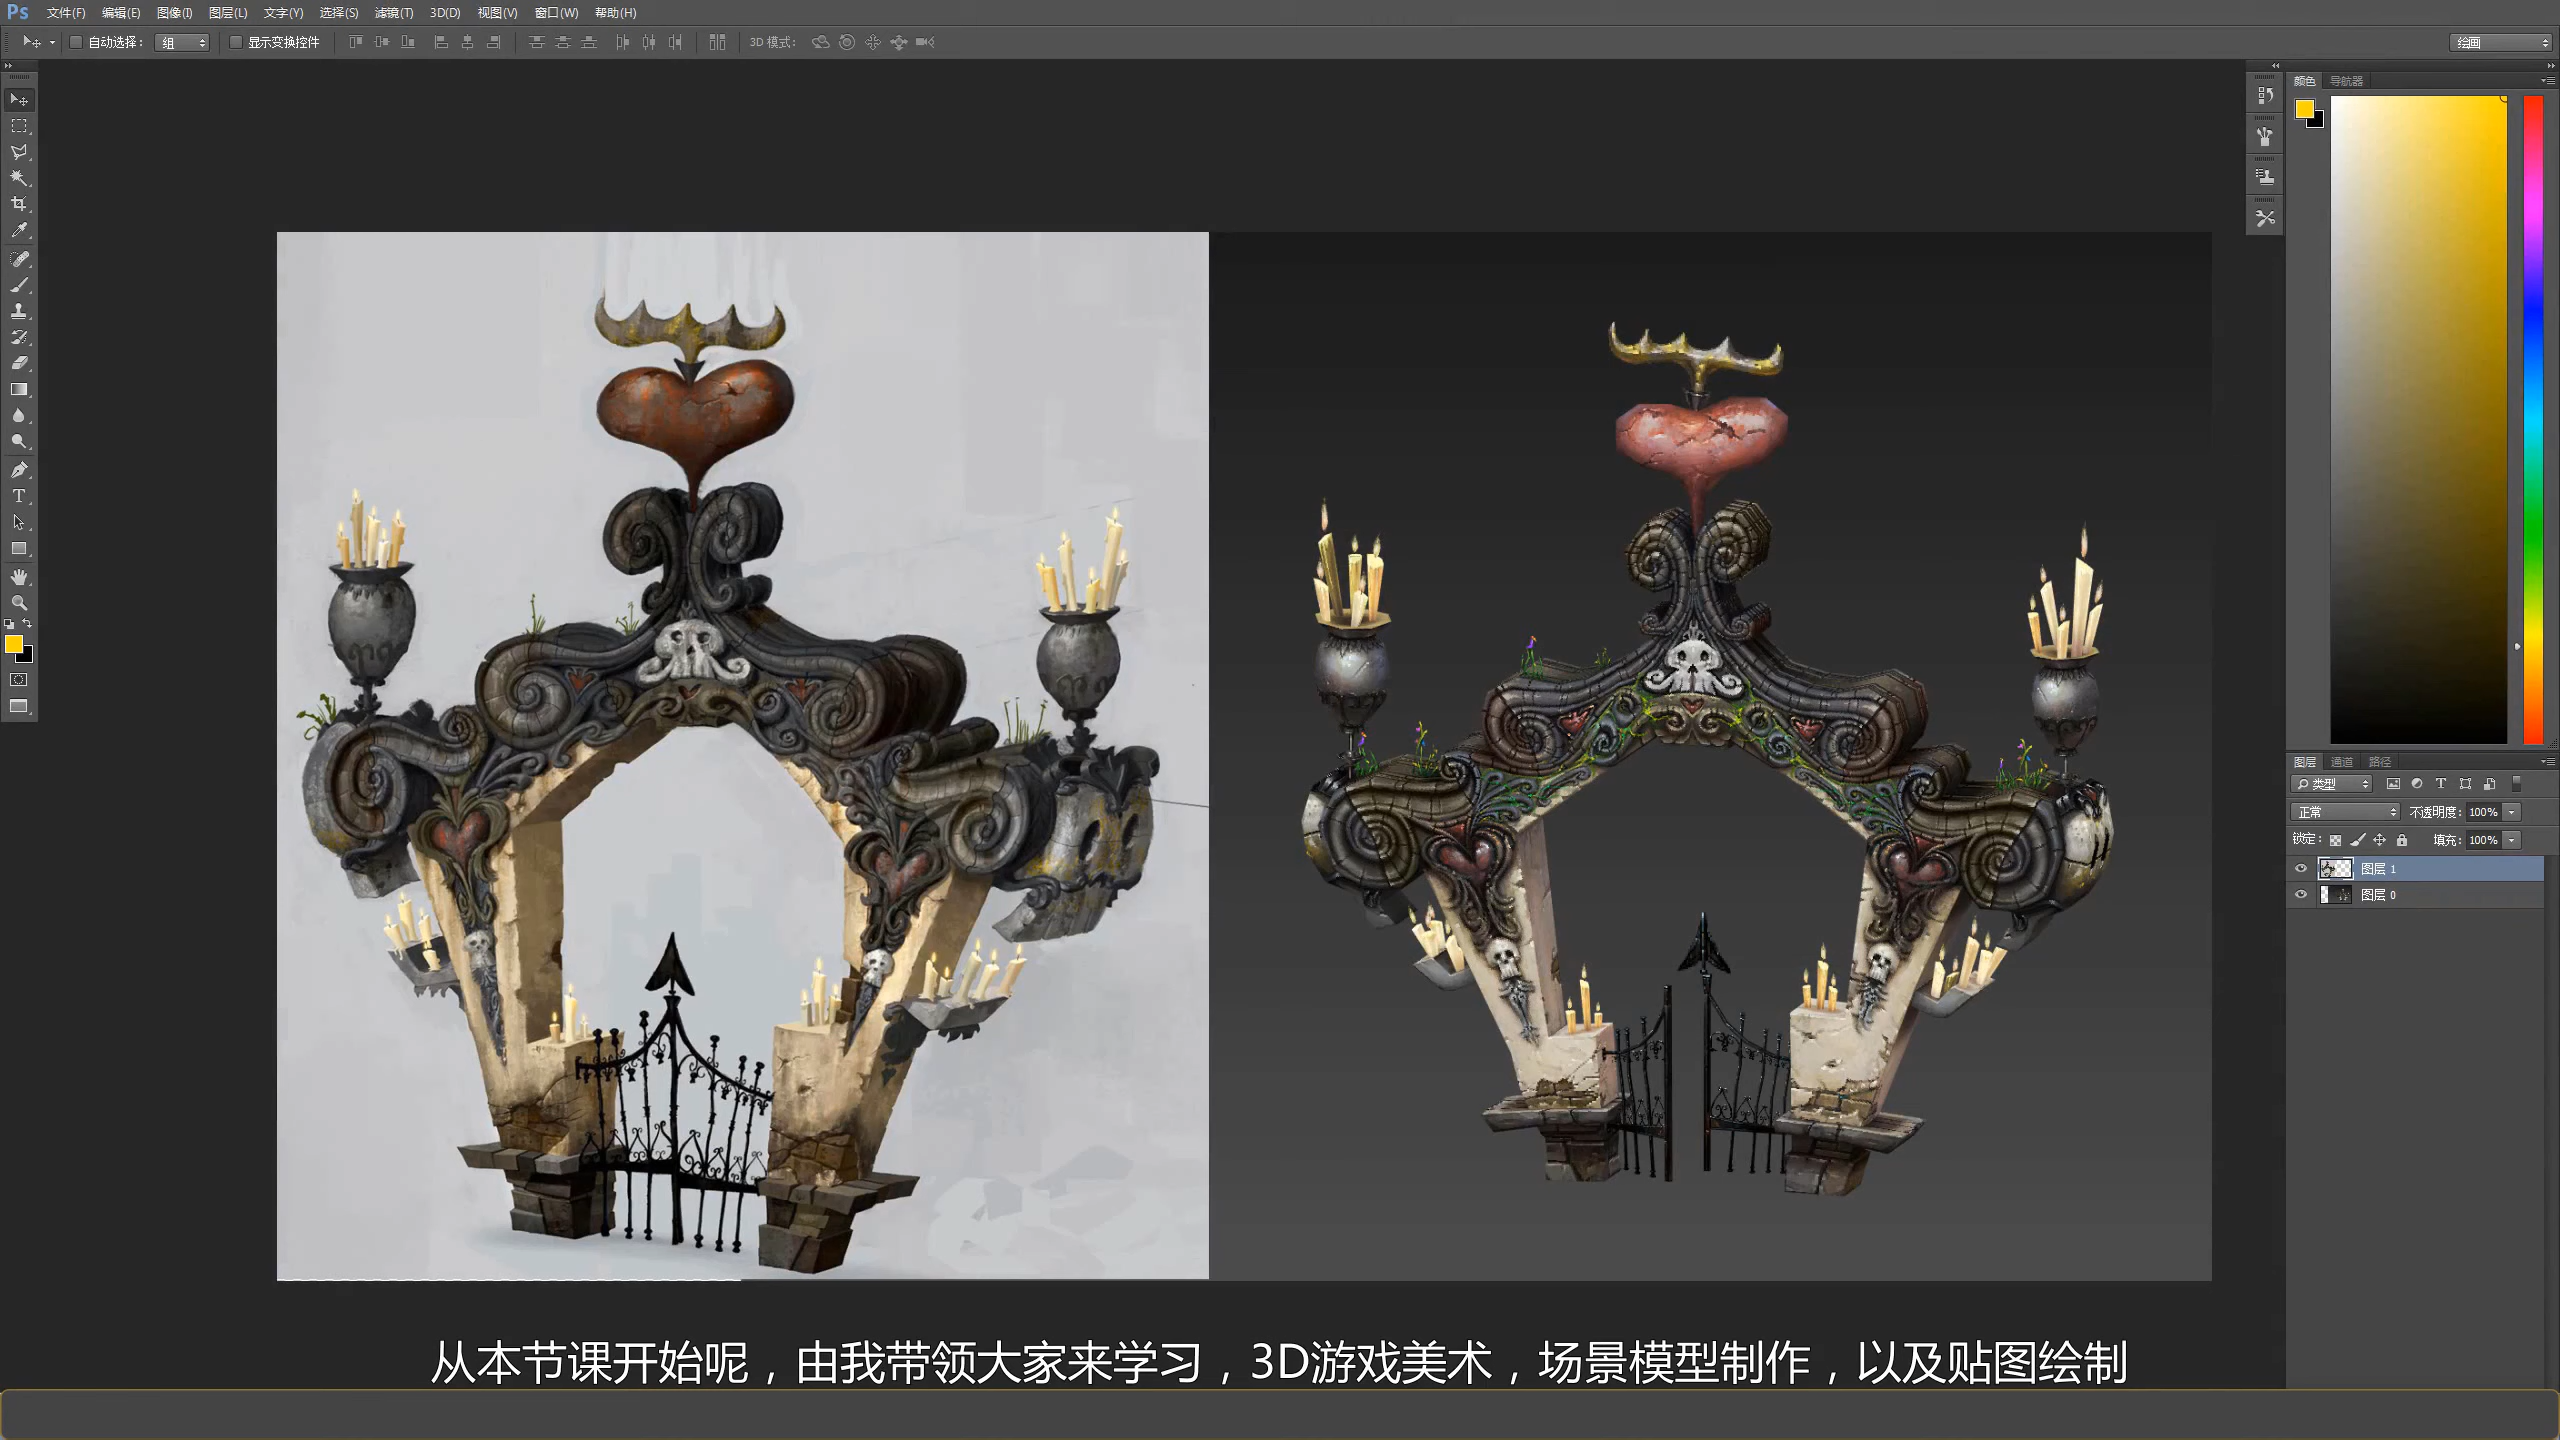 Ps 文件(F) 编辑(E) 图像(I) 图层(L) 文字(Y) 选择(S) 滤镜(T) 3D(D) 视图(V) 窗口(W) 帮助(H)
自动选择： 组 显示变换控件 3D 模式： 绘画
颜色 导航器
图层 通道 路径
类型
正常 不透明度： 100%
锁定： 填充： 100%
图层 1
图层 0
从本节课开始呢，由我带领大家来学习，3D游戏美术，场景模型制作，以及贴图绘制